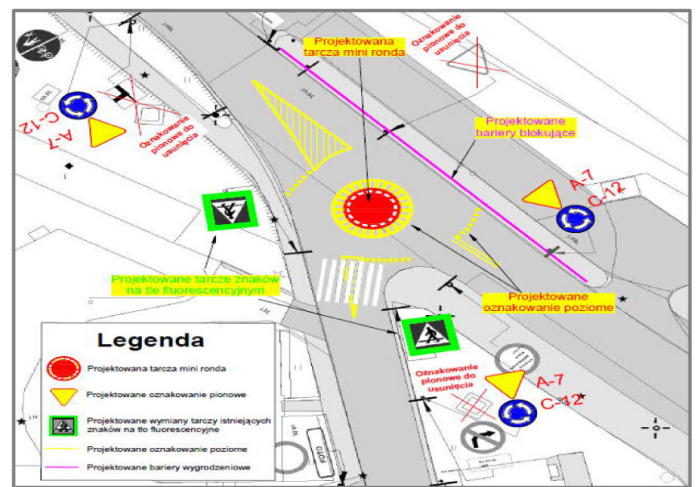 Projektowana
tarcza mini ronda
Oznakowanie
pionowe do
usunięcia
C-12
A-7
Oznakowanie
pionowe do
usunięcia
Projektowane
bariery blokujące
A-7
C-12
Projektowane tarcze znaków
na tle fluorescencyjnym
Projektowane
oznakowanie poziome
Oznakowanie
pionowe do
usunięcia
A-7
C-12
FOTO
Legenda
Projektowana tarcza mini ronda
Projektowane oznakowanie pionowe
Projektowane wymiany tarczy istniejących
znaków na tło fluorescencyjne
Projektowane oznakowanie poziome
Projektowane bariery wygrodzeniowe